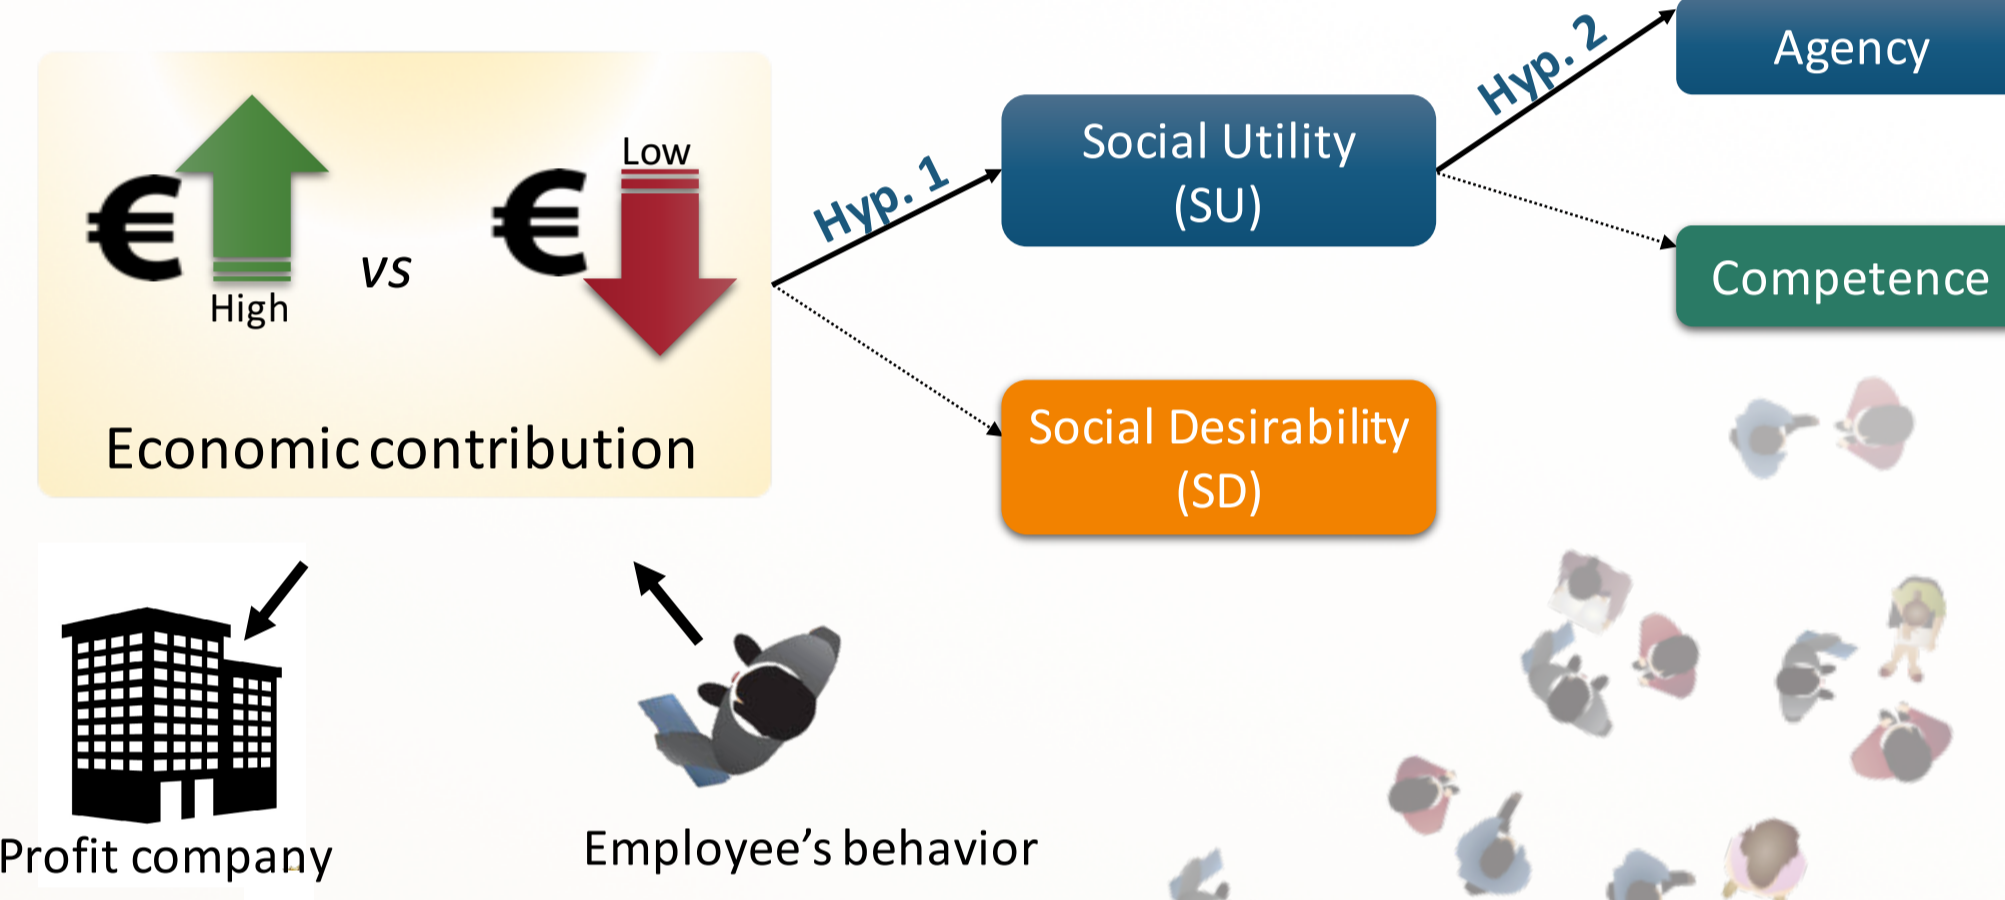 €
High
vs
€
Low
Economic contribution
Hyp. 1
Social Utility
(SU)
Social Desirability
(SD)
Hyp. 2
Agency
Competence
Profit company
Employee’s behavior